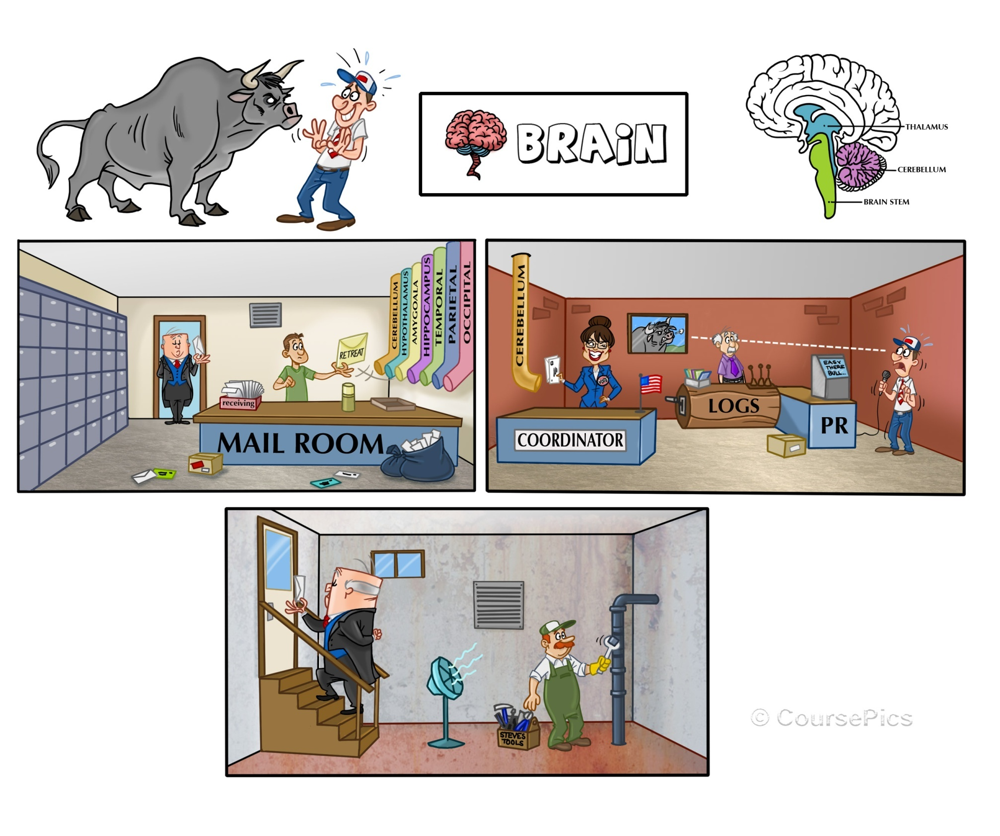 BRAiN
THALAMUS
CEREBELLUM
BRAIN STEM
CEREBELLUM
HYPOTHALAMUS
AMYGOALA
HIPPOCAMPUS
TEMPORAL
PARIETAL
OCCIPITAL
RETREAT
receiving
MAIL ROOM
CEREBELLUM
VOTE
COORDINATOR
LOGS
EASY
THERE
BULL...
PR
STEVES
TOOLS
© CoursePics